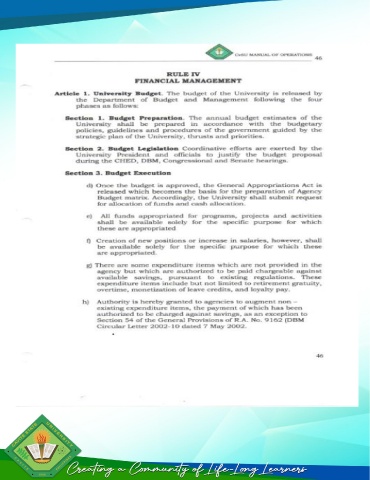 CvSU MANUAL OF OPERATIONS
46
RULE IV
FINANCIAL MANAGEMENT
Article 1. University Budget. The budget of the University is released by
the Department of Budget and Management following the four
phases as follows:
Section 1. Budget Preparation. The annual budget estimates of the
University shall be prepared in accordance with the budgetary
policies, guidelines and procedures of the government guided by the
strategic plan of the University, thrusts and priorities.
Section 2. Budget Legislation Coordinative efforts are exerted by the
University President and officials to justify the budget proposal
during the CHED, DBM, Congressional and Senate hearings.
Section 3. Budget Execution
d) Once the budget is approved, the General Appropriations Act is
released which becomes the basis for the preparation of Agency
Budget matrix. Accordingly, the University shall submit request
for allocation of funds and cash allocation.
e) All funds appropriated for programs, projects and activities
shall be available solely for the specific purpose for which
these are appropriated
f) Creation of new positions or increase in salaries, however, shall
be available solely for the specific purpose for which these
are appropriated.
g) There are some expenditure items which are not provided in the
agency but which are authorized to be paid chargeable against
available savings, pursuant to existing regulations. These
expenditure items include but not limited to retirement gratuity,
overtime, monetization of leave credits, and loyalty pay.
h) Authority is hereby granted to agencies to augment non –
existing expenditure items, the payment of which has been
authorized to be charged against savings, as an exception to
Section 54 of the General Provisions of R.A. No. 9162 (DBM
Circular Letter 2002-10 dated 7 May 2002.
46
Creating a Community of Life-Long Learners